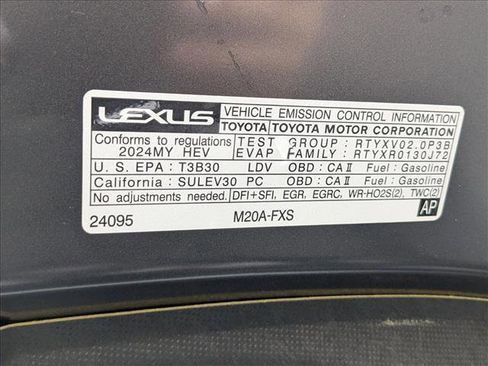 LEXUS VEHICLE EMISSION CONTROL INFORMATION
TOYOTA TOYOTA MOTOR CORPORATION
Conforms to regulations TEST GROUP : RTYXV02.0P3B
2024MY HEV EVAP FAMILY : RTYXR0130J72
U. S. EPA : T3B30 LDV OBD : CA II Fuel : Gasoline
California : SULEV30 PC OBD : CA II Fuel : Gasoline
No adjustments needed. DFI+SFI, EGR, EGRC, WR-HO2S(2), TWC(2)
24095 M20A-FXS AP